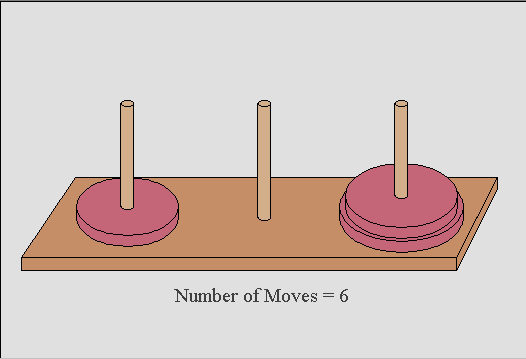 Number of Moves = 6